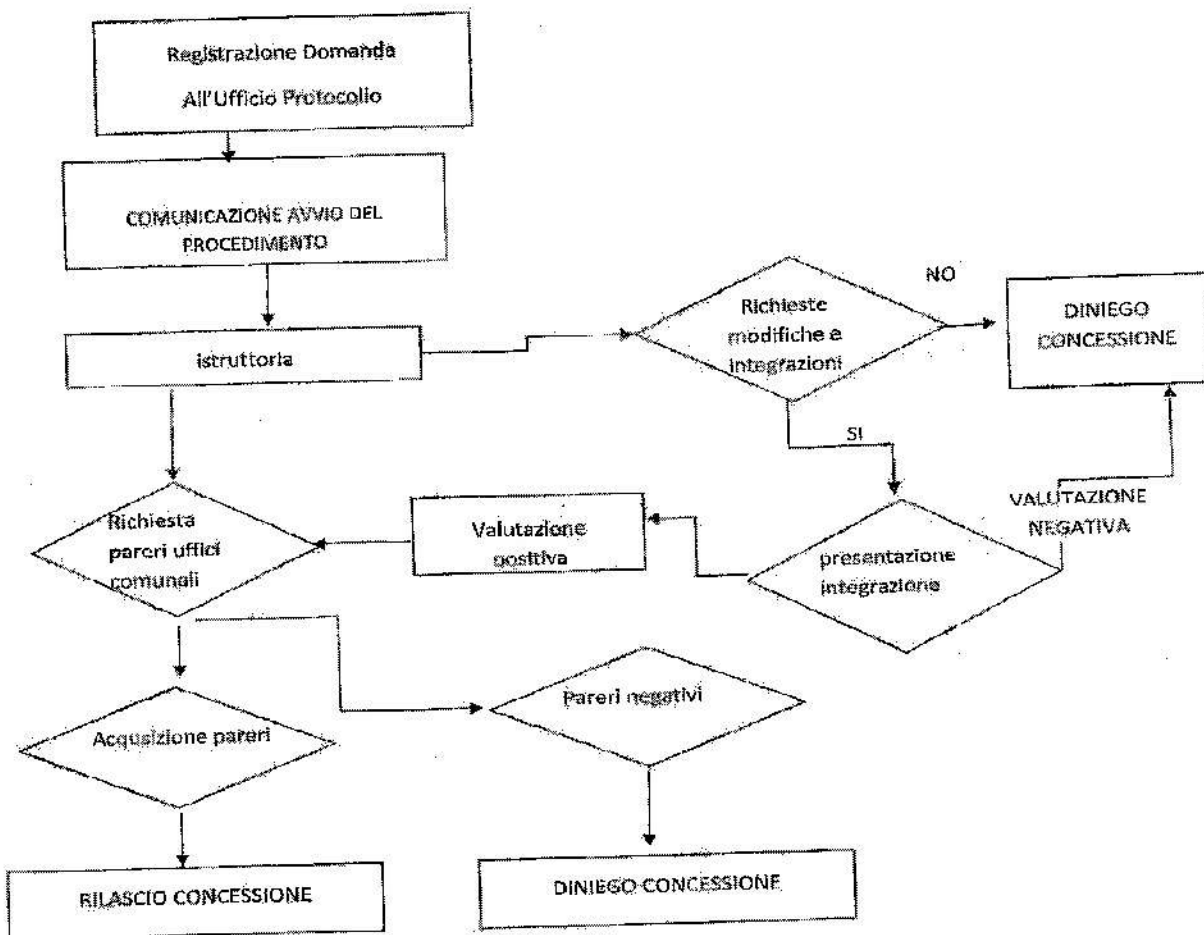 Registrazione Domanda
All'Ufficio Protocollo
COMUNICAZIONE AVVIO DEL
PROCEDIMENTO
istruttoria
Richieste
modifiche e
integrazioni
NO
DINIEGO
CONCESSIONE
SI
Richiesta
pareri uffici
comunali
Valutazione
positiva
presentazione
integrazione
VALUTAZIONE
NEGATIVA
Acqusizione pareri
Pareri negativi
RILASCIO CONCESSIONE
DINIEGO CONCESSIONE